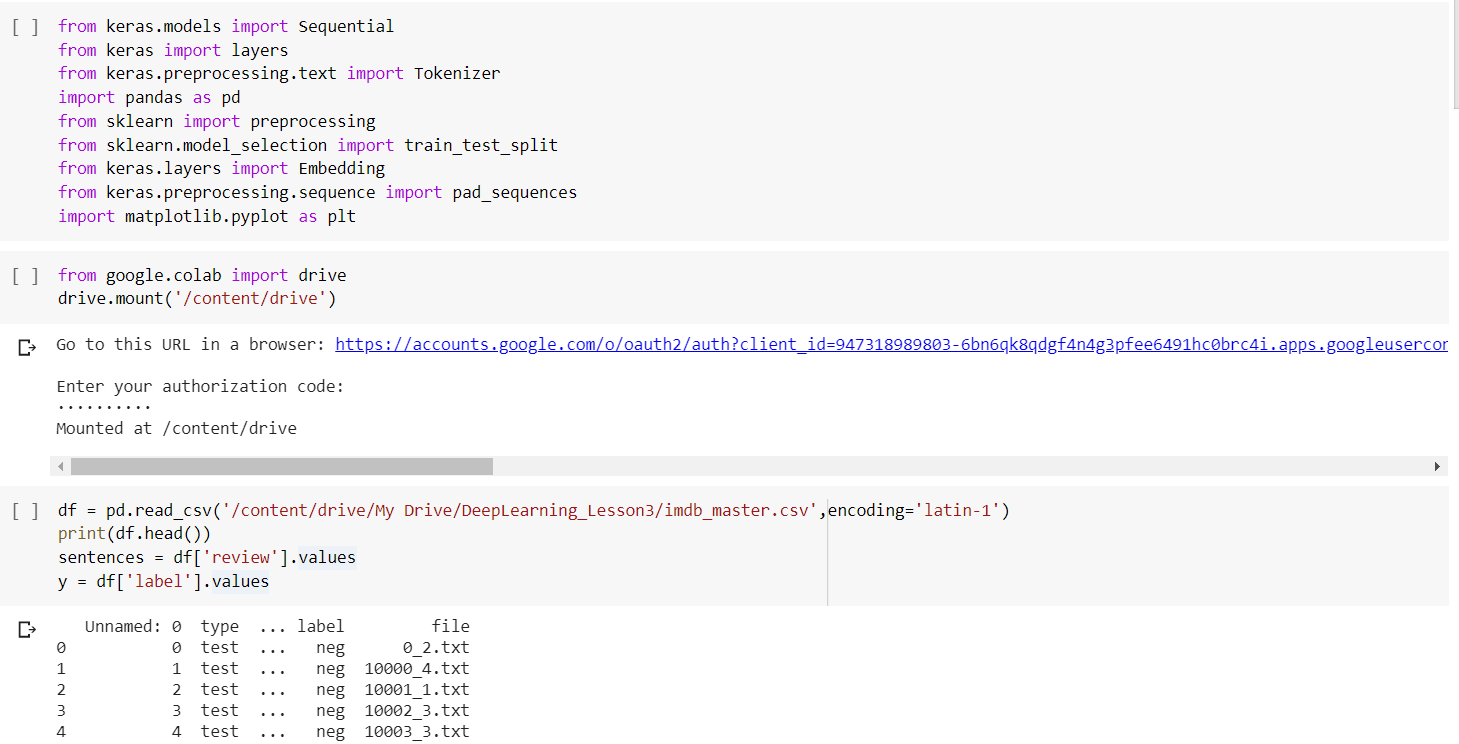 [ ] from keras.models import Sequential
from keras import layers
from keras.preprocessing.text import Tokenizer
import pandas as pd
from sklearn import preprocessing
from sklearn.model_selection import train_test_split
from keras.layers import Embedding
from keras.preprocessing.sequence import pad_sequences
import matplotlib.pyplot as plt
[ ] from google.colab import drive
drive.mount('/content/drive')
Go to this URL in a browser: https://accounts.google.com/o/oauth2/auth?client_id=947318989803-6bn6qk8qdgf4n4g3pfee6491hc0brc4i.apps.googleusercon
Enter your authorization code:
··········
Mounted at /content/drive
[ ] df = pd.read_csv('/content/drive/My Drive/DeepLearning_Lesson3/imdb_master.csv',encoding='latin-1')
print(df.head())
sentences = df['review'].values
y = df['label'].values
Unnamed: 0 type ... label file
0 0 test ... neg 0_2.txt
1 1 test ... neg 10000_4.txt
2 2 test ... neg 10001_1.txt
3 3 test ... neg 10002_3.txt
4 4 test ... neg 10003_3.txt